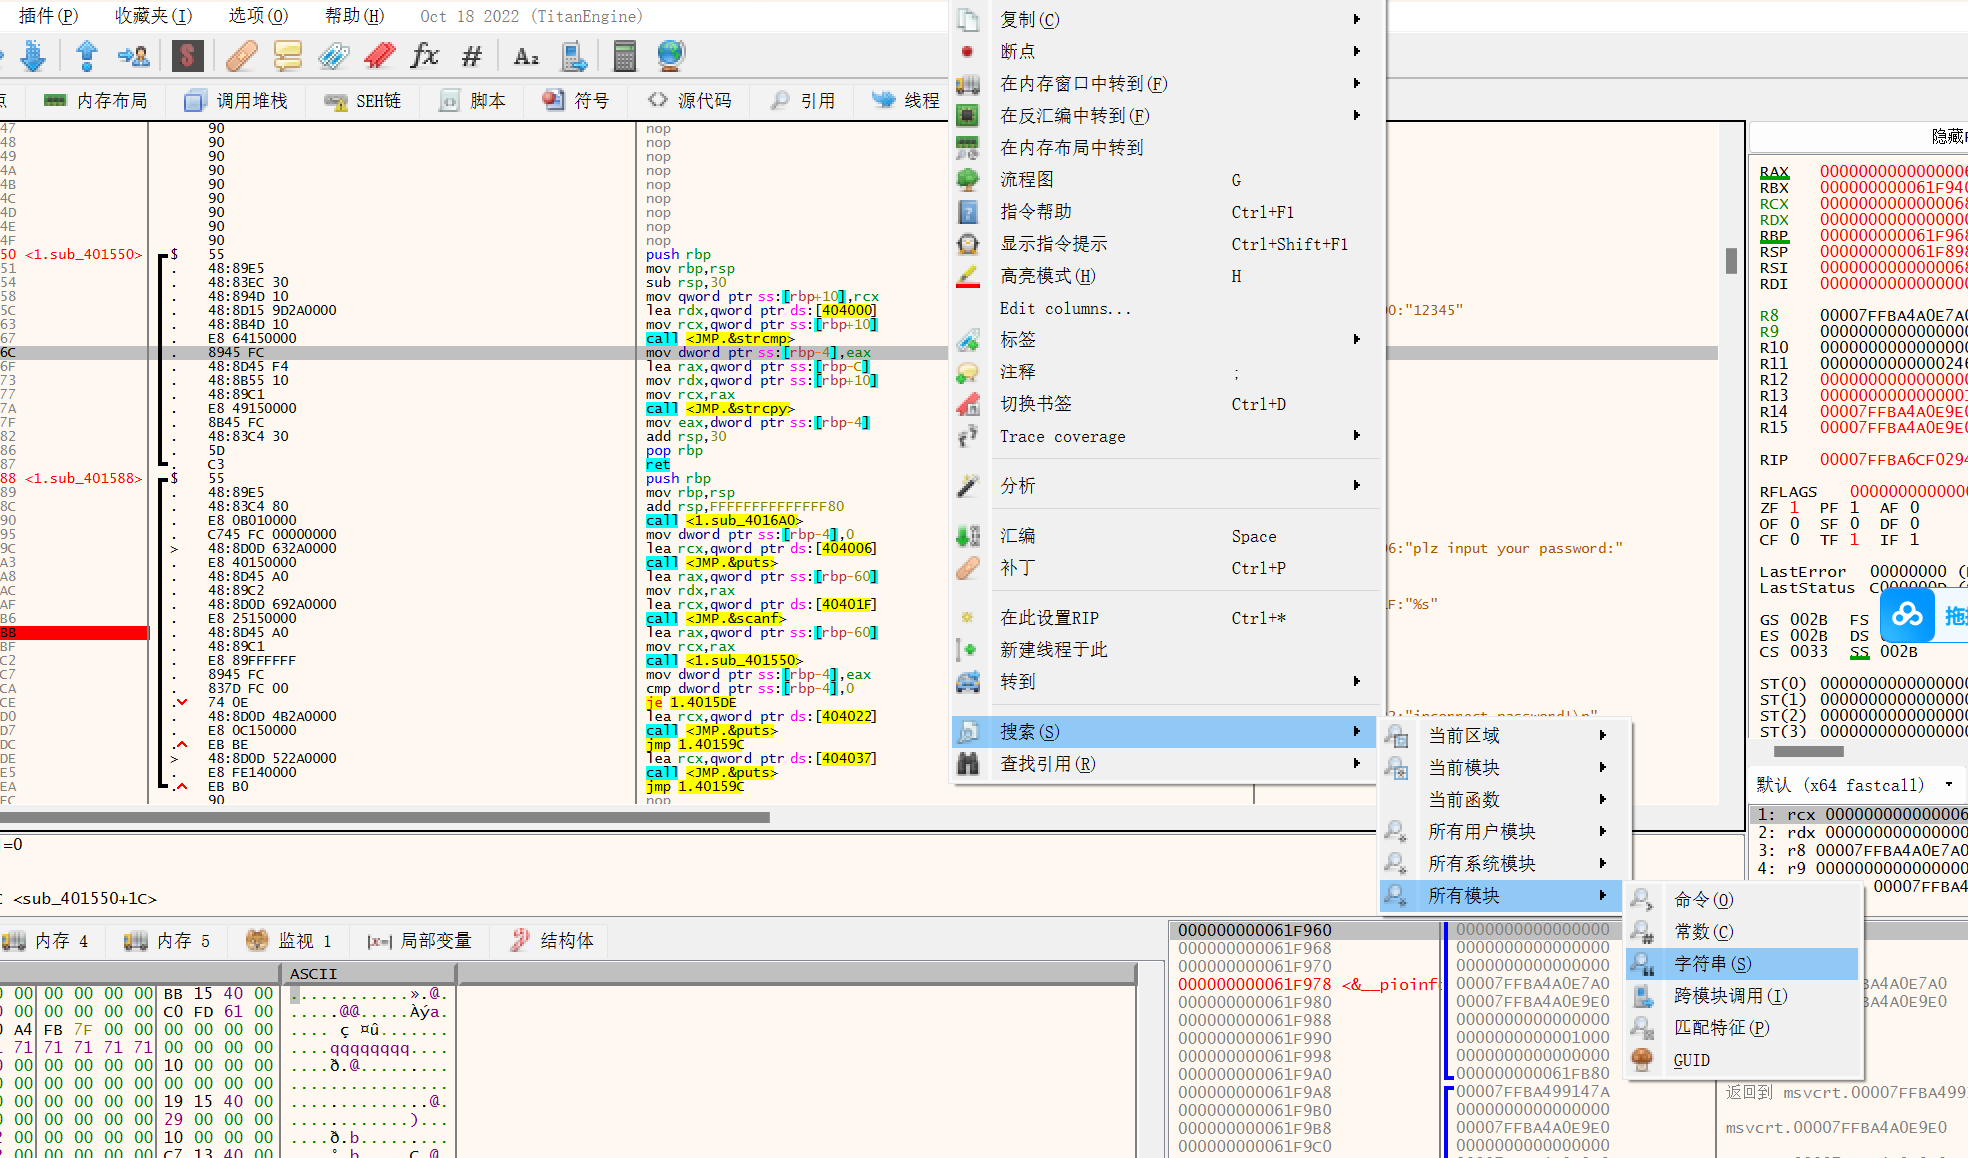 插件(P) 收藏夹(I) 选项(O) 帮助(H) Oct 18 2022 (TitanEngine)
内存布局 调用堆栈 SEH链 脚本 符号 源代码 引用 线程
47 90 nop
48 90 nop
49 90 nop
4A 90 nop
4B 90 nop
4C 90 nop
4D 90 nop
4E 90 nop
4F 90 nop
50 <1.sub_401550> $ 55 push rbp
51 . 48:89E5 mov rbp,rsp
54 . 48:83EC 30 sub rsp,30
58 . 48:894D 10 mov qword ptr ss:[rbp+10],rcx
5C . 48:8D15 9D2A0000 lea rdx,qword ptr ds:[404000] 00:"12345"
63 . 48:8B4D 10 mov rcx,qword ptr ss:[rbp+10]
67 . E8 64150000 call <JMP.&strcmp>
6C . 8945 FC mov dword ptr ss:[rbp-4],eax
6F . 48:8D45 F4 lea rax,qword ptr ss:[rbp-C]
73 . 48:8B55 10 mov rdx,qword ptr ss:[rbp+10]
77 . 48:89C1 mov rcx,rax
7A . E8 49150000 call <JMP.&strcpy>
7F . 8B45 FC mov eax,dword ptr ss:[rbp-4]
82 . 48:83C4 30 add rsp,30
86 . 5D pop rbp
87 . C3 ret
88 <1.sub_401588> $ 55 push rbp
89 . 48:89E5 mov rbp,rsp
8C . 48:83C4 80 add rsp,FFFFFFFFFFFFFF80
90 . E8 0B010000 call <1.sub_4016A0>
95 . C745 FC 00000000 mov dword ptr ss:[rbp-4],0
9C > 48:8D0D 632A0000 lea rcx,qword ptr ds:[404006] 06:"plz input your password:"
A3 . E8 40150000 call <JMP.&puts>
A8 . 48:8D45 A0 lea rax,qword ptr ss:[rbp-60]
AC . 48:89C2 mov rdx,rax
AF . 48:8D0D 692A0000 lea rcx,qword ptr ds:[40401F] 1F:"%s"
B6 . E8 25150000 call <JMP.&scanf>
BB . 48:8D45 A0 lea rax,qword ptr ss:[rbp-60]
BF . 48:89C1 mov rcx,rax
C2 . E8 89FFFFFF call <1.sub_401550>
C7 . 8945 FC mov dword ptr ss:[rbp-4],eax
CA . 837D FC 00 cmp dword ptr ss:[rbp-4],0
CE . 74 0E je 1.4015DE
D0 . 48:8D0D 4B2A0000 lea rcx,qword ptr ds:[404022] "incorrect password!\n"
D7 . E8 0C150000 call <JMP.&puts>
DC . EB BE jmp 1.40159C
DE > 48:8D0D 522A0000 lea rcx,qword ptr ds:[404037]
E5 . E8 FE140000 call <JMP.&puts>
EA . EB B0 jmp 1.40159C
EC 90 nop
复制(C)
断点
在内存窗口中转到(F)
在反汇编中转到(F)
在内存布局中转到
流程图 G
指令帮助 Ctrl+F1
显示指令提示 Ctrl+Shift+F1
高亮模式(H) H
Edit columns...
标签
注释 ;
切换书签 Ctrl+D
Trace coverage
分析
汇编 Space
补丁 Ctrl+P
在此设置RIP Ctrl+*
新建线程于此
转到
搜索(S)
查找引用(R)
当前区域
当前模块
当前函数
所有用户模块
所有系统模块
所有模块
命令(O)
常数(C)
字符串(S)
跨模块调用(I)
匹配特征(P)
GUID
隐藏
RAX 0000000000000006
RBX 000000000061F940
RCX 0000000000000068
RDX 000000000000000
RBP 000000000061F968
RSP 000000000061F898
RSI 0000000000000068
RDI 000000000000000
R8 00007FFBA4A0E7A0
R9 000000000000000
R10 000000000000000
R11 0000000000000246
R12 000000000000000
R13 0000000000000001
R14 00007FFBA4A0E9E0
R15 00007FFBA4A0E9E0
RIP 00007FFBA6CF0294
RFLAGS 000000000000
ZF 1 PF 1 AF 0
OF 0 SF 0 DF 0
CF 0 TF 1 IF 1
LastError 00000000
LastStatus
GS 002B FS
ES 002B DS
CS 0033 SS 002B
ST(0) 000000000000000
ST(1) 000000000000000
ST(2) 000000000000000
ST(3) 000000000000000
默认 (x64 fastcall)
1: rcx 0000000000000006
2: rdx 000000000000000
3: r8 00007FFBA4A0E7A0
4: r9 000000000000000
00007FFBA4
=0
<sub_401550+1C>
内存 4 内存 5 监视 1 局部变量 结构体
ASCII
00 00 00 00 00 BB 15 40 00 ............».@.
00 00 00 00 00 C0 FD 61 00 .....@@.....Àýa.
A4 FB 7F 00 00 00 00 00 00
71 71 71 71 71 00 00 00 00 ....qqqqqqqq....
00 00 00 00 00 10 00 00 00 ....ð.@.........
00 00 00 00 00 00 00 00 00 ................
00 00 00 00 00 19 15 40 00 .............@.
00 00 00 00 00 29 00 00 00 ............)...
00 00 00 00 00 10 00 00 00 ....ð.b.........
00 00 00 00 00 C7 13 40 00
000000000061F960 0000000000000000
000000000061F968 0000000000000000
000000000061F970 0000000000000000
000000000061F978 <&__pioinf 00007FFBA4A0E7A0
000000000061F980 00007FFBA4A0E9E0
000000000061F988 0000000000000000
000000000061F990 0000000000001000
000000000061F998 0000000000000000
000000000061F9A0 000000000061FB80
000000000061F9A8 00007FFBA499147A 返回到 msvcrt.00007FFBA499
000000000061F9B0 0000000000000000
000000000061F9B8 00007FFBA4A0E9E0 msvcrt.00007FFBA4A0E9E0
000000000061F9C0 0000000000000000